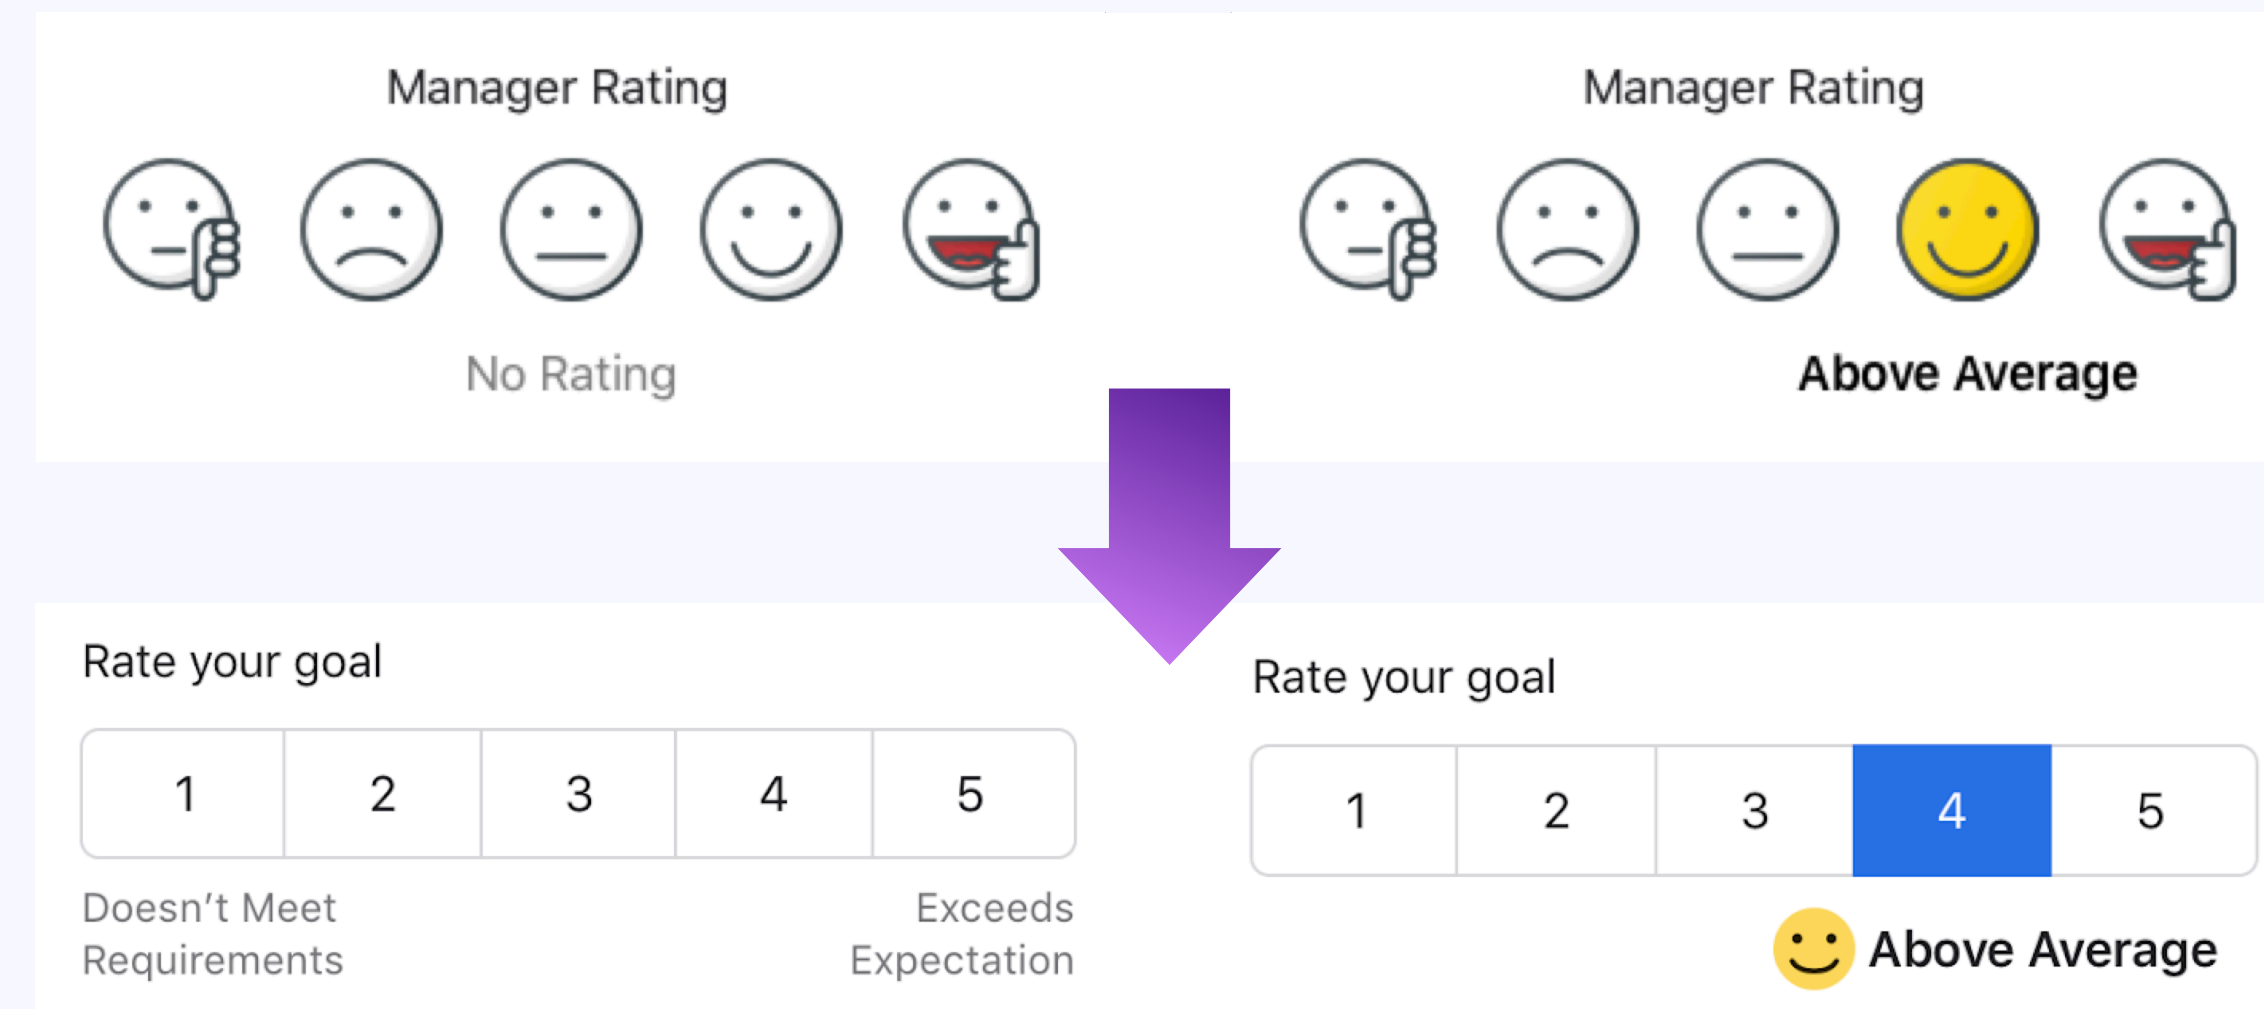 Manager Rating
No Rating
Manager Rating
Above Average
Rate your goal
1 2 3 4 5
Doesn't Meet
Requirements
Exceeds
Expectation
Rate your goal
1 2 3 4 5
Above Average